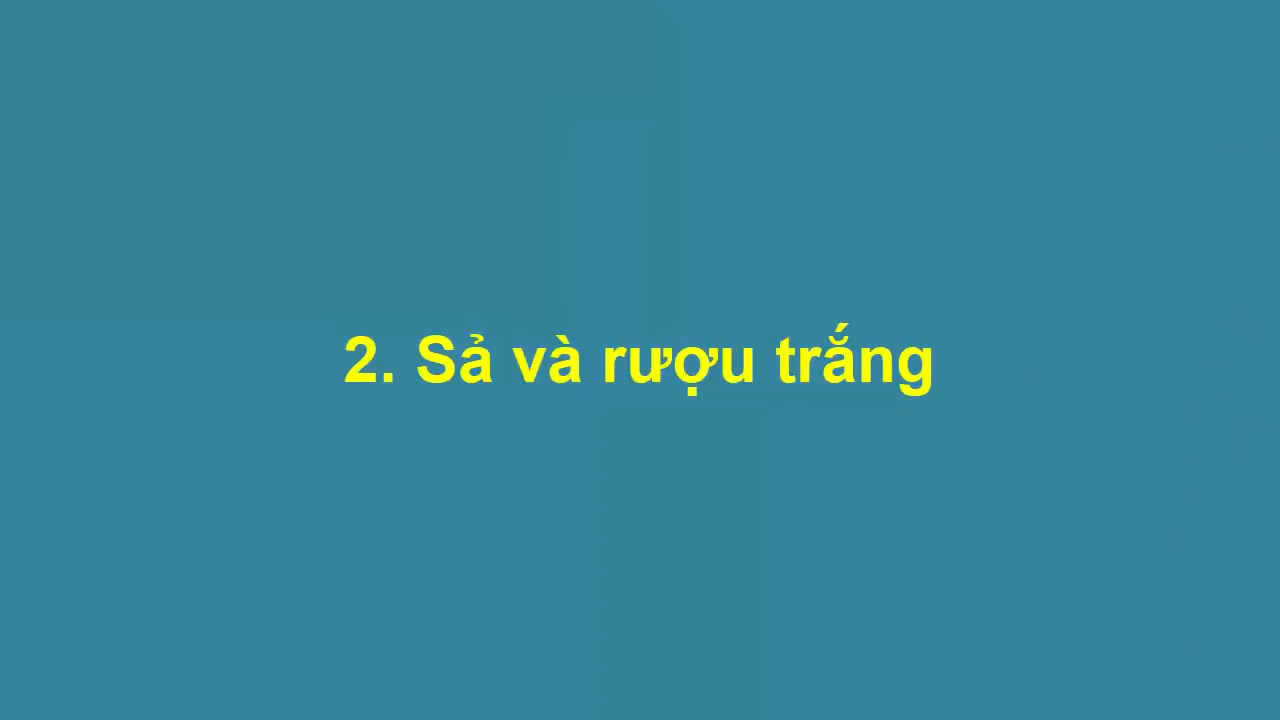 2. Sả và rượu trắng